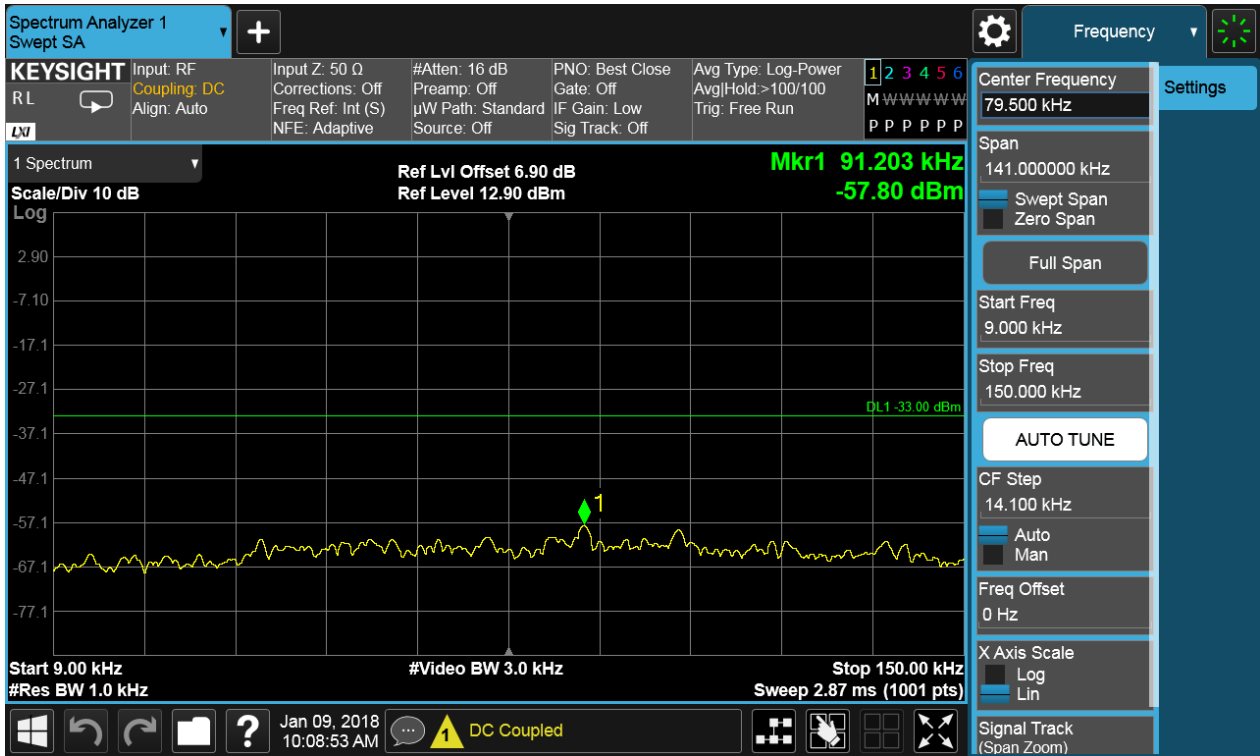 Spectrum Analyzer 1
Swept SA
+
Frequency
KEYSIGHT
RL
LXI
Input: RF
Coupling: DC
Align: Auto
Input Z: 50 Ω
Corrections: Off
Freq Ref: Int (S)
NFE: Adaptive
#Atten: 16 dB
Preamp: Off
µW Path: Standard
Source: Off
PNO: Best Close
Gate: Off
IF Gain: Low
Sig Track: Off
Avg Type: Log-Power
Avg|Hold:>100/100
Trig: Free Run
1 2 3 4 5 6
M W W W W W
P P P P P P
1 Spectrum
Scale/Div 10 dB
Ref Lvl Offset 6.90 dB
Ref Level 12.90 dBm
Mkr1 91.203 kHz
-57.80 dBm
Log
2.90
-7.10
-17.1
-27.1
-37.1
-47.1
-57.1
-67.1
-77.1
DL1 -33.00 dBm
1
Start 9.00 kHz
#Res BW 1.0 kHz
#Video BW 3.0 kHz
Stop 150.00 kHz
Sweep 2.87 ms (1001 pts)
Center Frequency
79.500 kHz
Span
141.000000 kHz
Swept Span
Zero Span
Full Span
Start Freq
9.000 kHz
Stop Freq
150.000 kHz
AUTO TUNE
CF Step
14.100 kHz
Auto
Man
Freq Offset
0 Hz
X Axis Scale
Log
Lin
Signal Track
(Span Zoom)
Settings
?
Jan 09, 2018
10:08:53 AM
1
DC Coupled